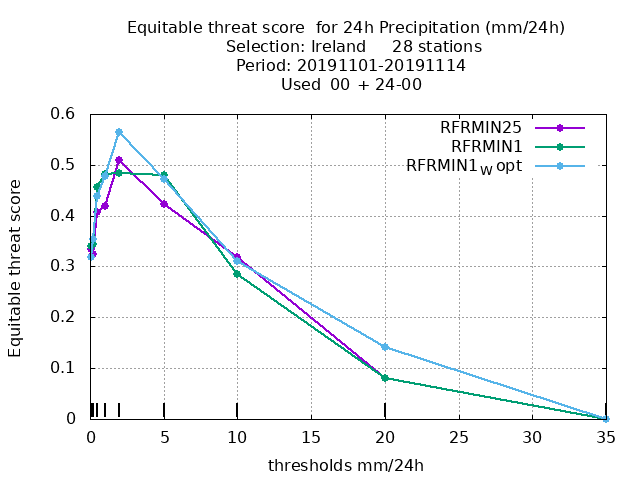 Equitable threat score  for 24h Precipitation (mm/24h)
Selection: Ireland     28 stations
Period: 20191101-20191114
Used  00 + 24-00
RFRMIN25
RFRMIN1
RFRMIN1W opt
Equitable threat score
0.6
0.5
0.4
0.3
0.2
0.1
0
0 5 10 15 20 25 30 35
thresholds mm/24h